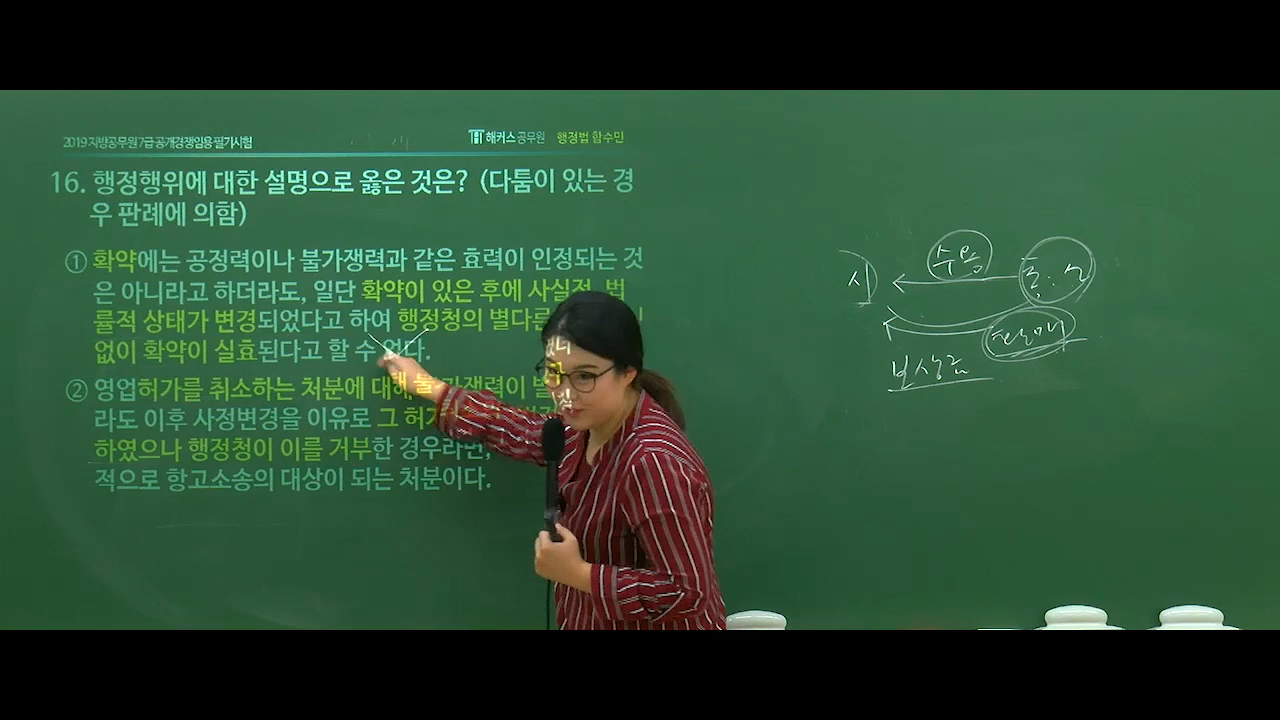 2019 지방공무원 7급 공개경쟁임용 필기시험
해커스공무원 행정법 함수민
16. 행정행위에 대한 설명으로 옳은 것은? (다툼이 있는 경
우 판례에 의함)
① 확약에는 공정력이나 불가쟁력과 같은 효력이 인정되는 것
은 아니라고 하더라도, 일단 확약이 있은 후에 사실적, 법
률적 상태가 변경되었다고 하여 행정청의 별다른
없이 확약이 실효된다고 할 수 없다.
② 영업허가를 취소하는 처분에 대해 불가쟁력이
라도 이후 사정변경을 이유로 그 허가
하였으나 행정청이 이를 거부한 경우라면,
적으로 항고소송의 대상이 되는 처분이다.
시
수용
보상금